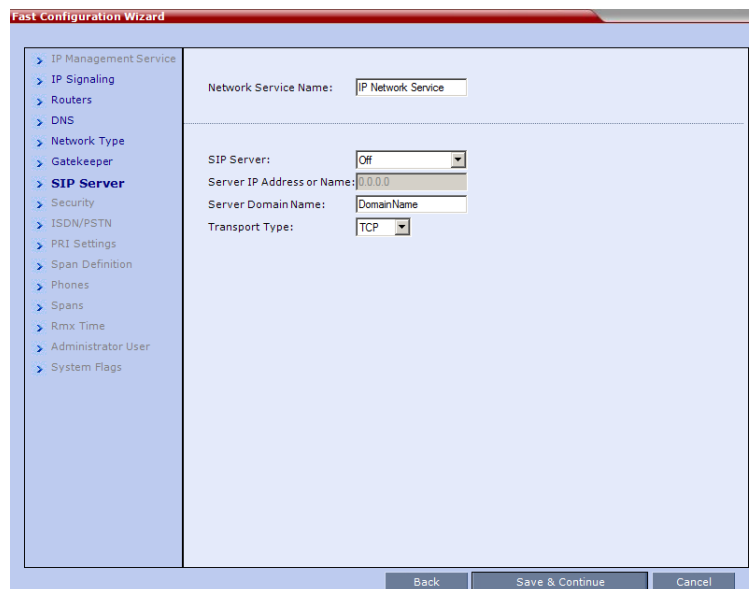 Fast Configuration Wizard
IP Management Service
IP Signaling
Routers
DNS
Network Type
Gatekeeper
SIP Server
Security
ISDN/PSTN
PRI Settings
Span Definition
Phones
Spans
Rmx Time
Administrator User
System Flags
Network Service Name: IP Network Service
SIP Server: Off
Server IP Address or Name: 0.0.0.0
Server Domain Name: DomainName
Transport Type: TCP
Back Save & Continue Cancel